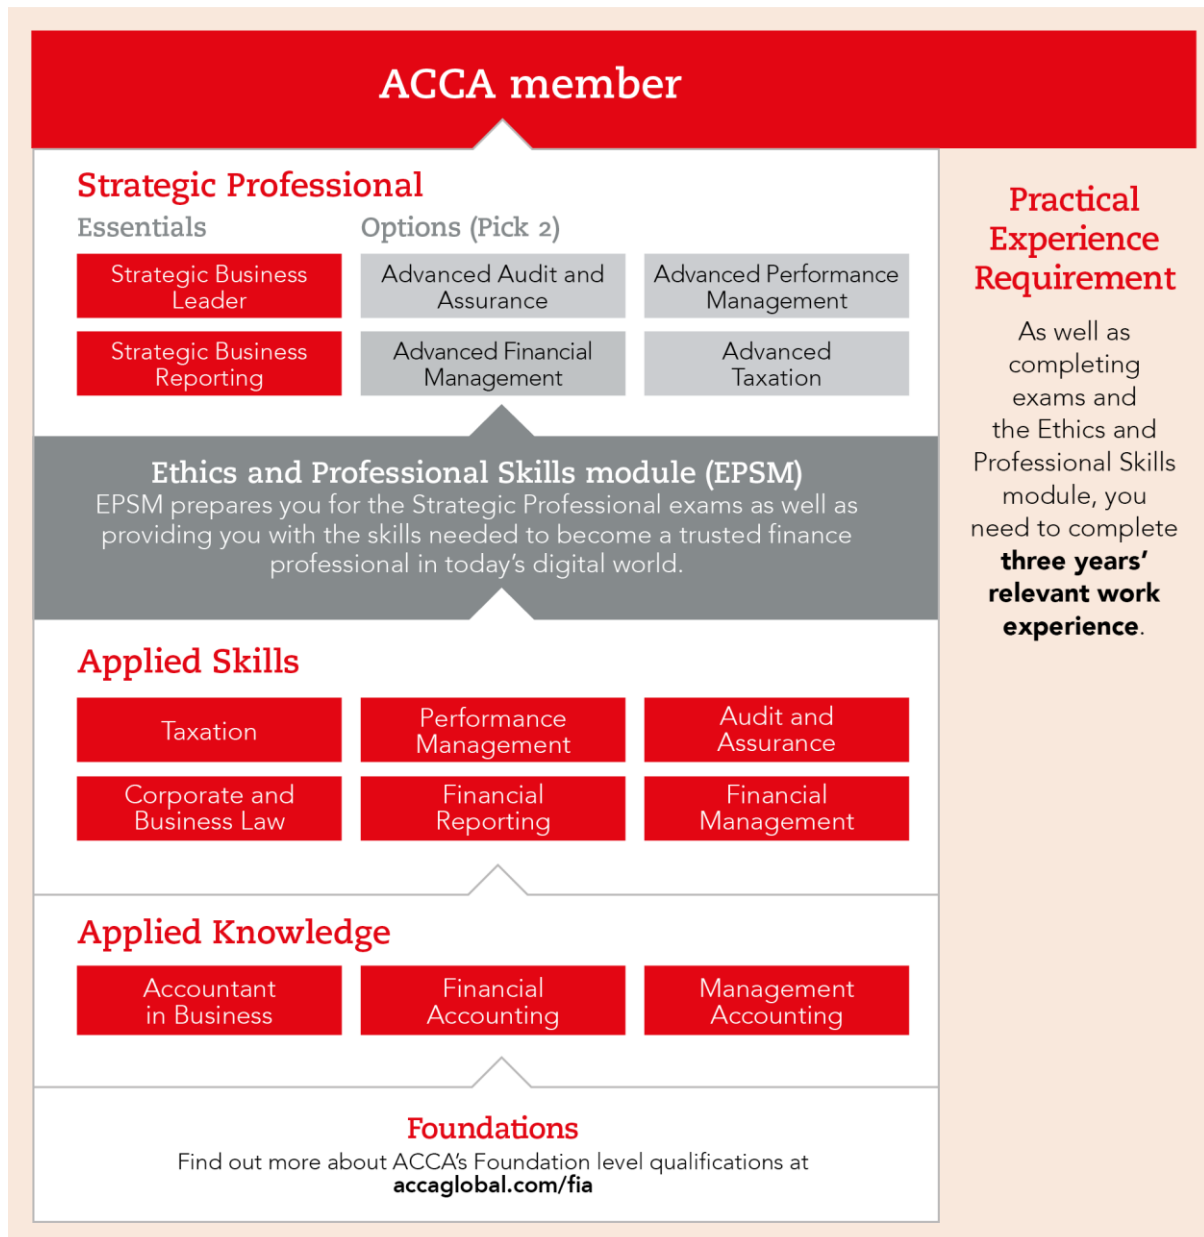 ACCA member
Strategic Professional
Essentials
Options (Pick 2)
Strategic Business
Leader
Advanced Audit and
Assurance
Advanced Performance
Management
Strategic Business
Reporting
Advanced Financial
Management
Advanced
Taxation
Ethics and Professional Skills module (EPSM)
EPSM prepares you for the Strategic Professional exams as well as
providing you with the skills needed to become a trusted finance
professional in today’s digital world.
Applied Skills
Taxation
Performance
Management
Audit and
Assurance
Corporate and
Business Law
Financial
Reporting
Financial
Management
Applied Knowledge
Accountant
in Business
Financial
Accounting
Management
Accounting
Foundations
Find out more about ACCA’s Foundation level qualifications at
accaglobal.com/fia
Practical
Experience
Requirement
As well as
completing
exams and
the Ethics and
Professional Skills
module, you
need to complete
three years’
relevant work
experience.